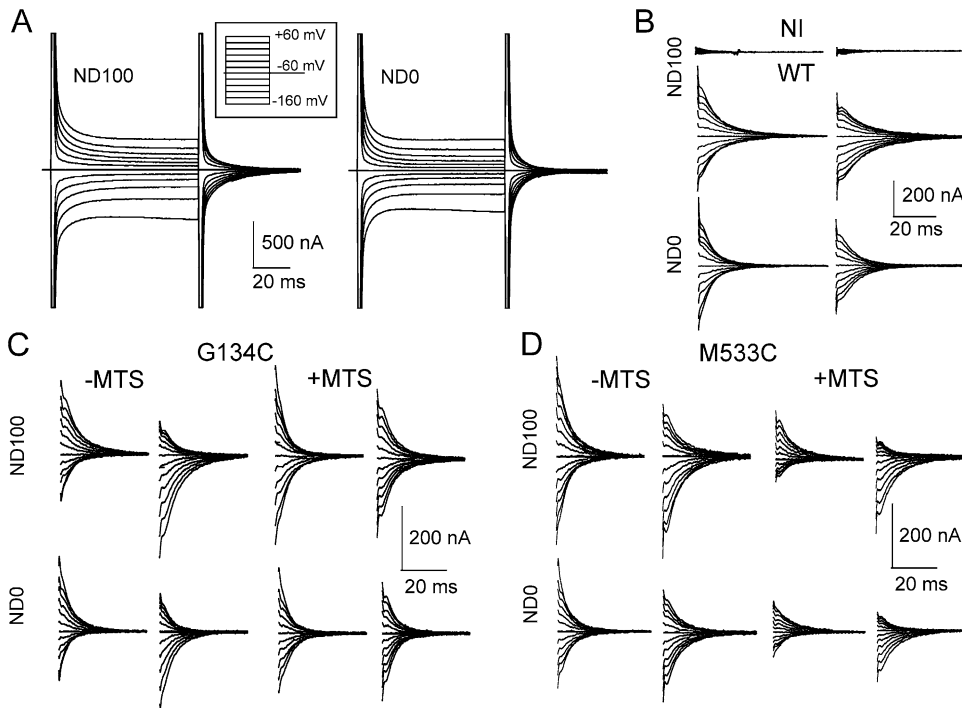 A
ND100
+60 mV
-60 mV
-160 mV
ND0
500 nA
20 ms
B
NI
WT
ND100
ND0
200 nA
20 ms
C
G134C
-MTS
+MTS
ND100
ND0
200 nA
20 ms
D
M533C
-MTS
+MTS
ND100
ND0
200 nA
20 ms